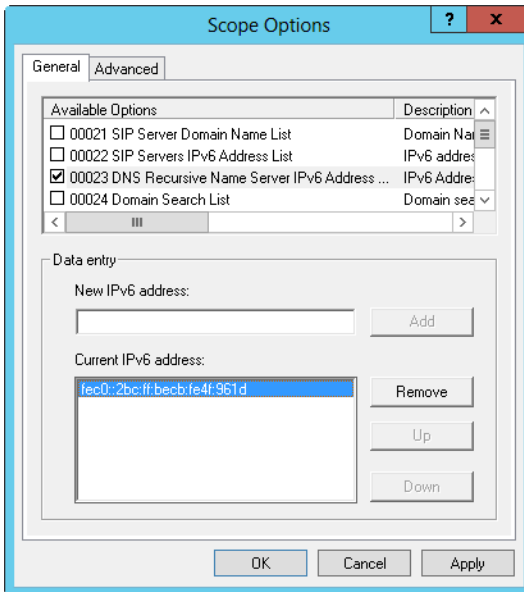 Scope Options
? x
General Advanced
Available Options Description
00021 SIP Server Domain Name List Domain Nar
00022 SIP Servers IPv6 Address List IPv6 addres
00023 DNS Recursive Name Server IPv6 Address ... IPv6 Addre
00024 Domain Search List Domain sea
Data entry
New IPv6 address:
Add
Current IPv6 address:
fec0::2bc:ff:becb:fe4f:961d
Remove
Up
Down
OK Cancel Apply